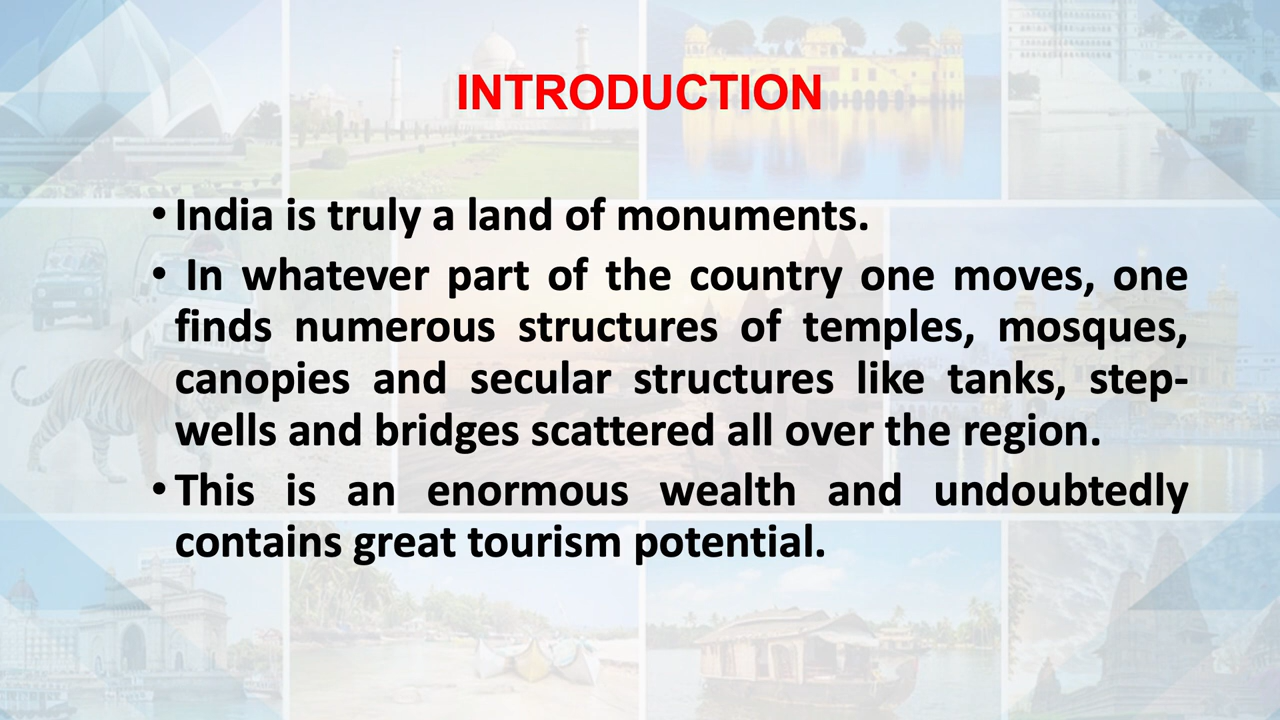 INTRODUCTION
• India is truly a land of monuments.
• In whatever part of the country one moves, one
finds numerous structures of temples, mosques,
canopies and secular structures like tanks, step-
wells and bridges scattered all over the region.
• This is an enormous wealth and undoubtedly
contains great tourism potential.